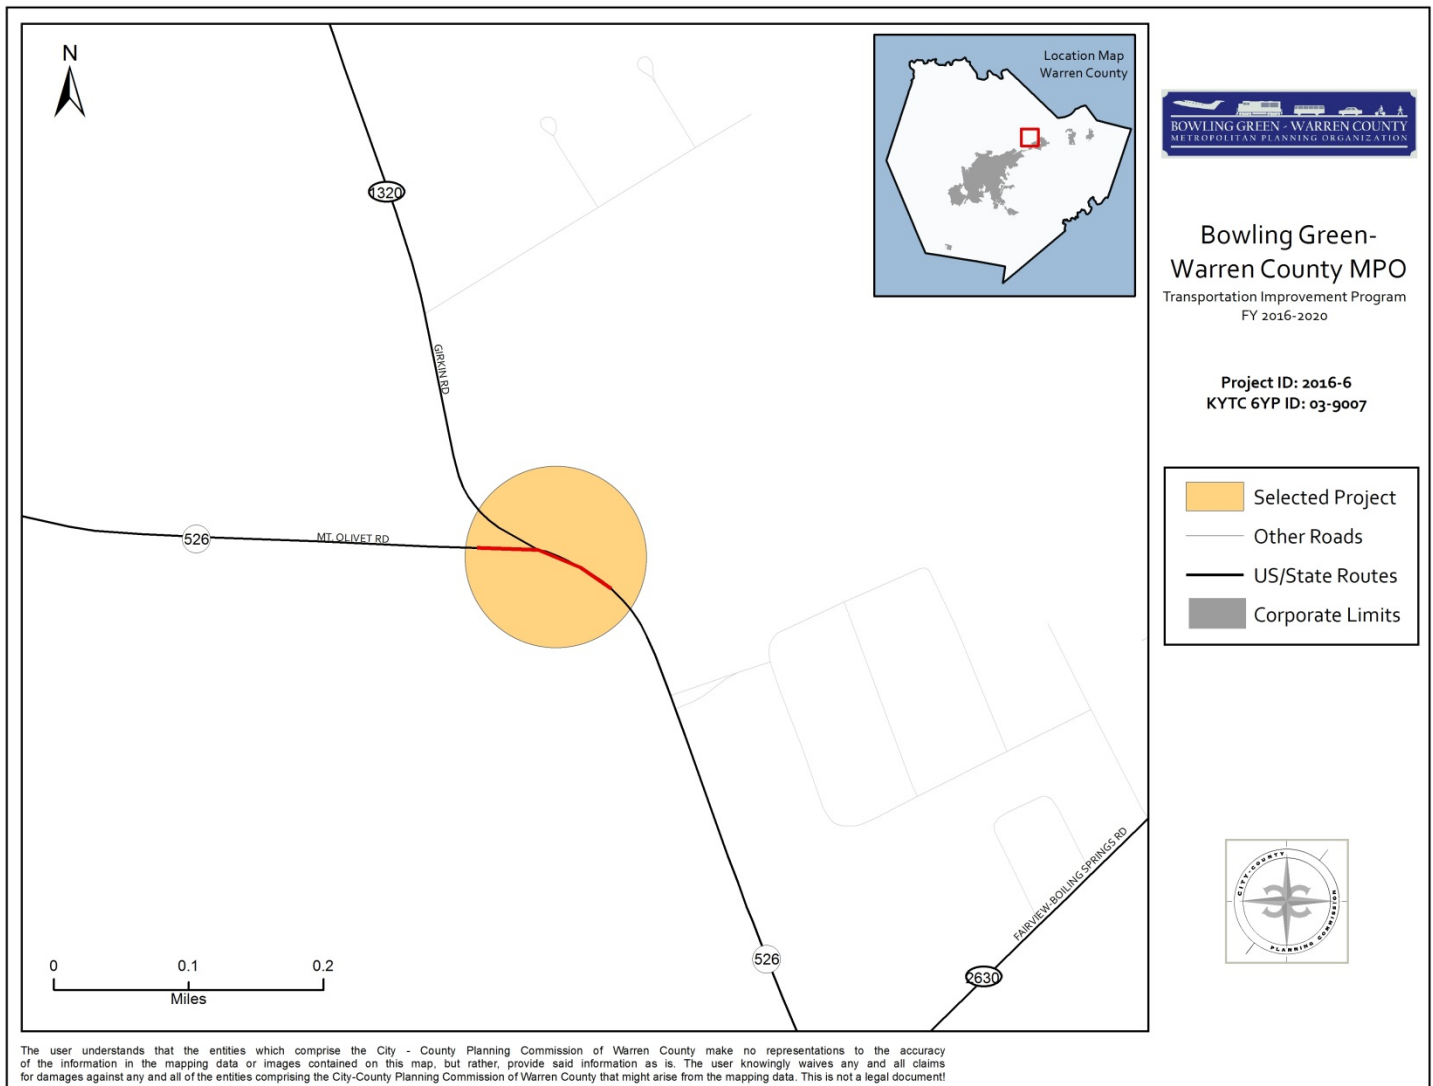 N
1320
GIRKIN RD
526
MT. OLIVET RD
526
2630
FAIRVIEW-BOILING SPRINGS RD
0 0.1 0.2
Miles
Location Map
Warren County
BOWLING GREEN - WARREN COUNTY
METROPOLITAN PLANNING ORGANIZATION
Bowling Green-
Warren County MPO
Transportation Improvement Program
FY 2016-2020
Project ID: 2016-6
KYTC 6YP ID: 03-9007
Selected Project
Other Roads
US/State Routes
Corporate Limits
CITY-COUNTY
PLANNING COMMISSION
The user understands that the entities which comprise the City - County Planning Commission of Warren County make no representations to the accuracy
of the information in the mapping data or images contained on this map, but rather, provide said information as is. The user knowingly waives any and all claims
for damages against any and all of the entities comprising the City-County Planning Commission of Warren County that might arise from the mapping data. This is not a legal document!